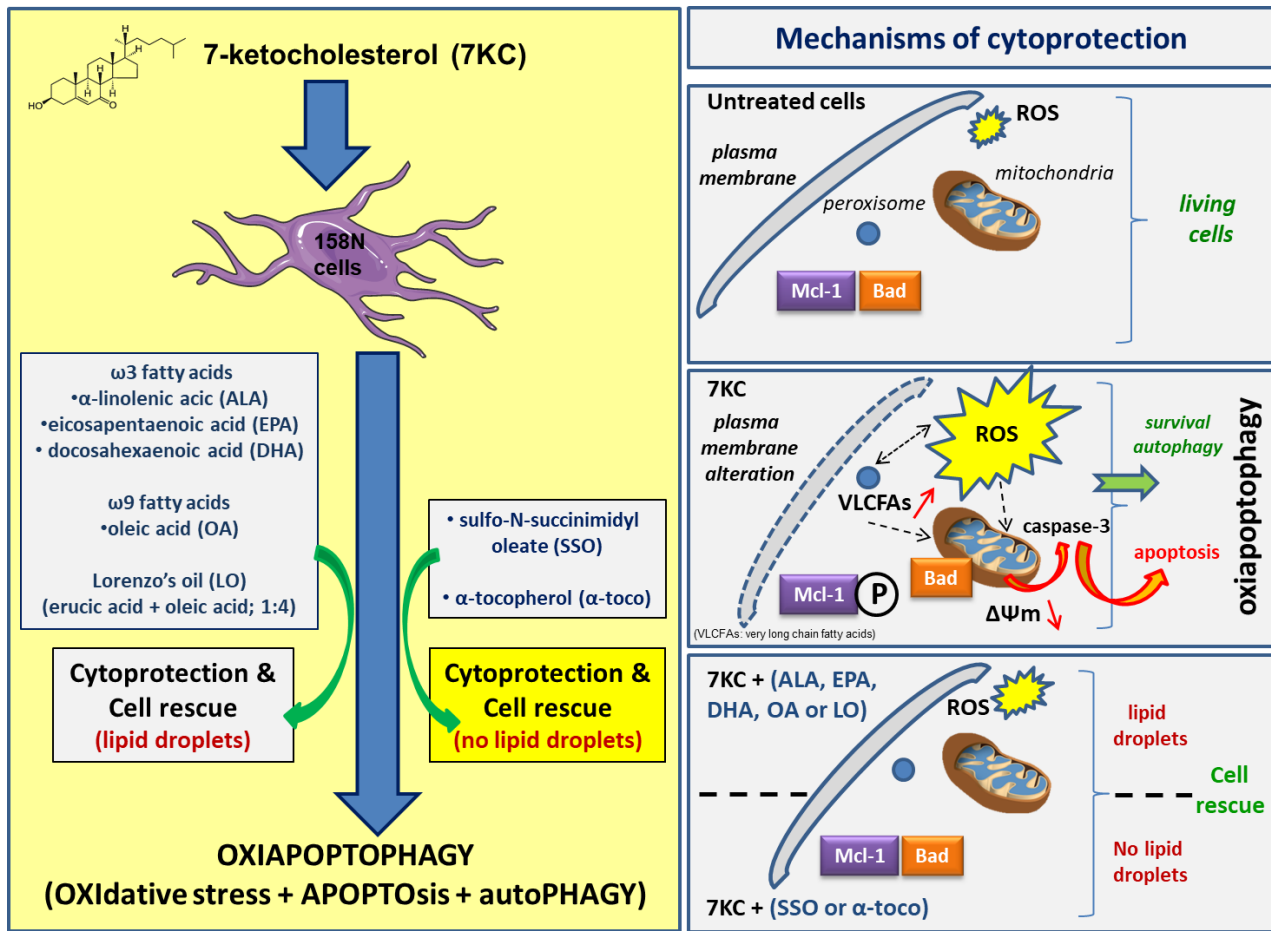 7-ketocholesterol (7KC)
HO
H
H
H
O
158N
cells
ω3 fatty acids
•α-linolenic acic (ALA)
•eicosapentaenoic acid (EPA)
• docosahexaenoic acid (DHA)
ω9 fatty acids
•oleic acid (OA)
Lorenzo's oil (LO)
(erucic acid + oleic acid; 1:4)
• sulfo-N-succinimidyl
oleate (SSO)
• α-tocopherol (α-toco)
Cytoprotection &
Cell rescue
(lipid droplets)
Cytoprotection &
Cell rescue
(no lipid droplets)
OXIAPOPTOPHAGY
(OXIdative stress + APOPTOsis + autoPHAGY)
Mechanisms of cytoprotection
Untreated cells
ROS
plasma
membrane
mitochondria
peroxisome
living
cells
Mcl-1
Bad
7KC
plasma
membrane
alteration
ROS
survival
autophagy
VLCFAs
caspase-3
apoptosis
Bad
Mcl-1
P
ΔΨm
(VLCFAs: very long chain fatty acids)
oxiapoptophagy
7KC + (ALA, EPA,
DHA, OA or LO)
ROS
lipid
droplets
Cell
rescue
Mcl-1
Bad
No lipid
droplets
7KC + (SSO or α-toco)